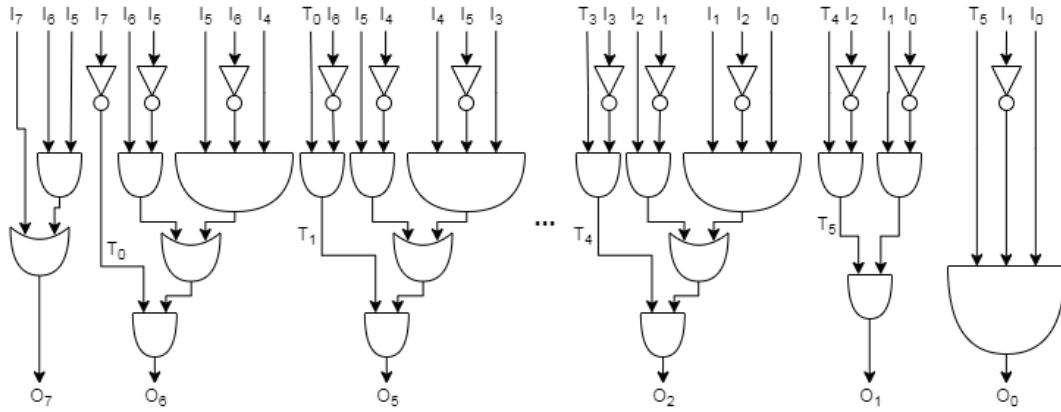 I₇ I₆ I₅ I₇ I₆ I₅ I₅ I₆ I₄ T₀ I₆ I₅ I₄ I₄ I₅ I₃ T₃ I₃ I₂ I₁ I₁ I₂ I₀ T₄ I₂ I₁ I₀ T₅ I₁ I₀
T₀ T₁ ... T₄ T₅
O₇ O₆ O₅ O₂ O₁ O₀